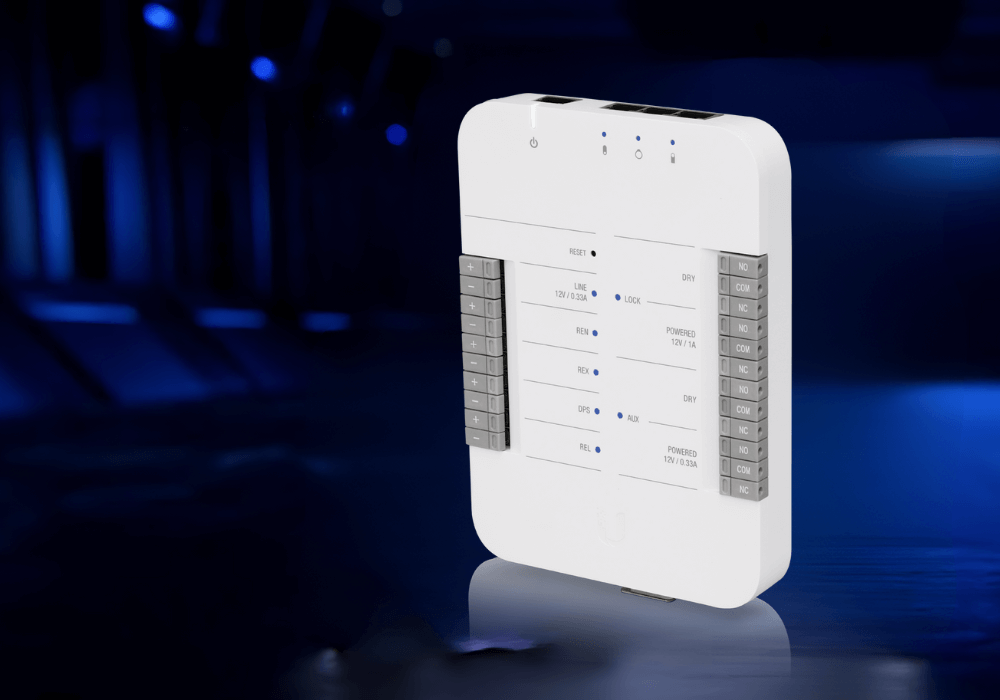 RESET
LINE
12V / 0.33A
REN
REX
DPS
REL
LOCK
AUX
DRY
POWERED
12V / 1A
DRY
POWERED
12V / 0.33A
+
−
+
−
+
−
+
−
+
−
NO
COM
NC
NO
COM
NC
NO
COM
NC
NO
COM
NC